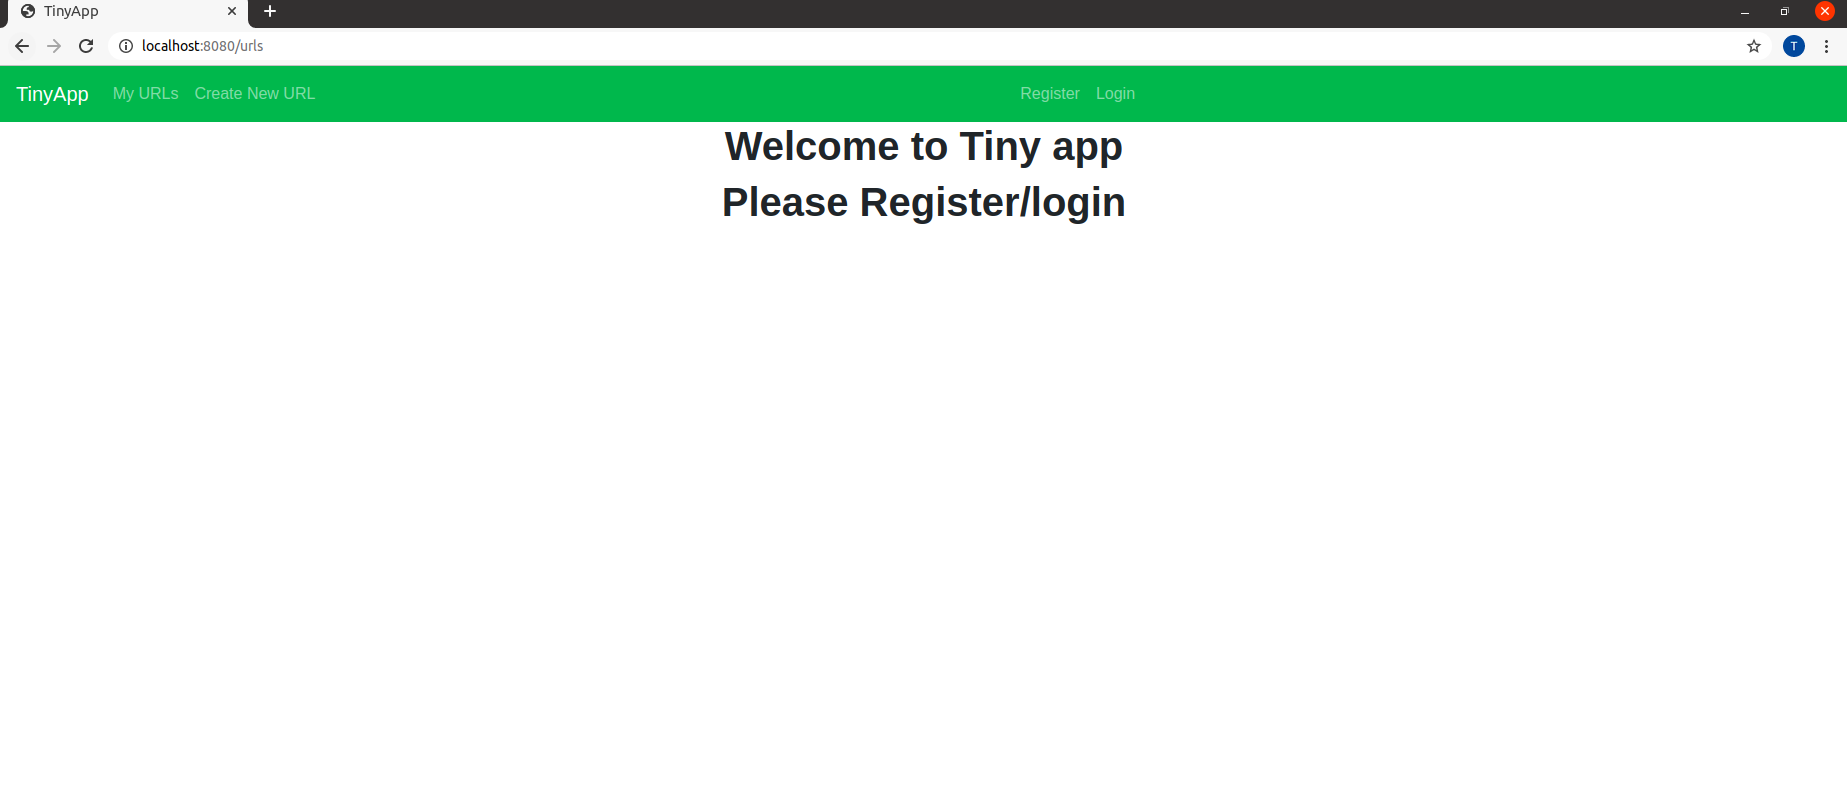 TinyApp
localhost:8080/urls
T
TinyApp My URLs Create New URL Register Login
Welcome to Tiny app
Please Register/login